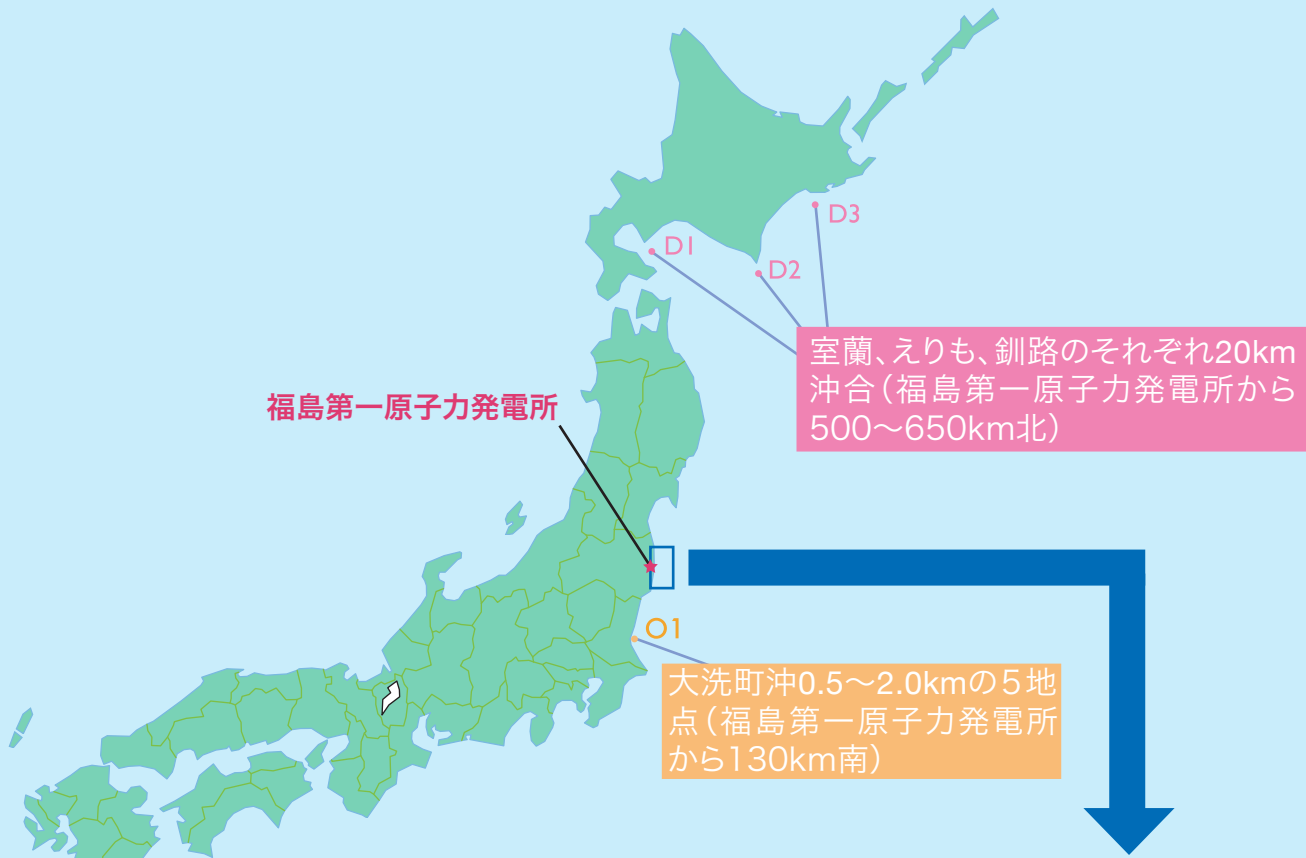 D3
D1
D2
室蘭、えりも、釧路のそれぞれ20km
沖合（福島第一原子力発電所から
500～650km北）
福島第一原子力発電所
O1
大洗町沖0.5～2.0kmの5地
点（福島第一原子力発電所
から130km南）